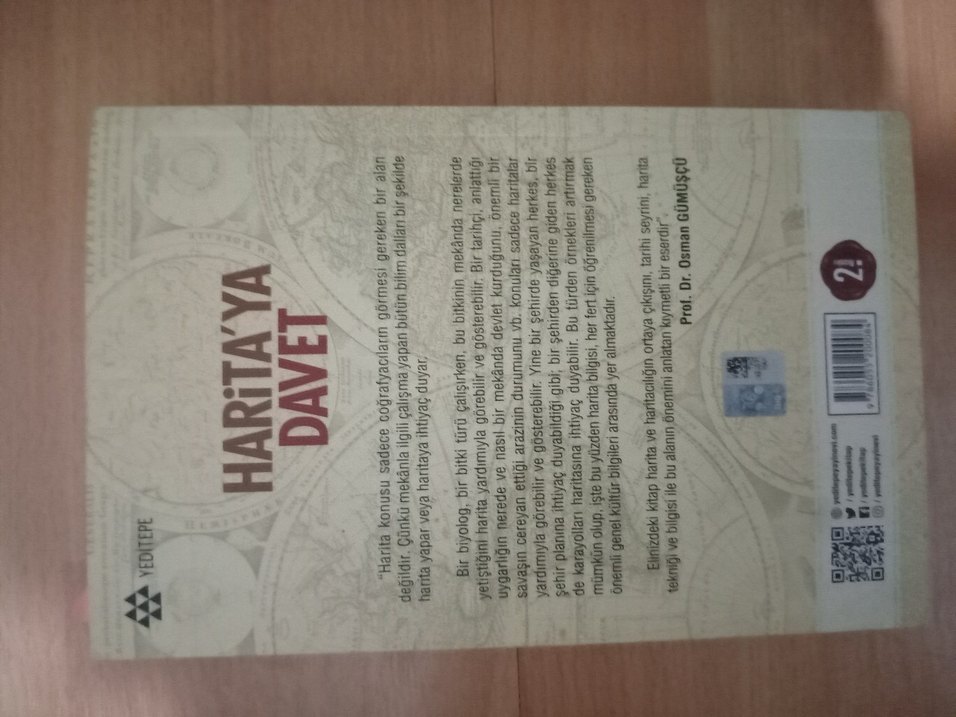 YEDİTEPE
HARİTA'YA
DAVET
"Harita konusu sadece coğrafyacıların görmesi gereken bir alan
değildir. Çünkü mekânla ilgili çalışma yapan bütün bilim dalları bir şekilde
harita yapar veya haritaya ihtiyaç duyar.
Bir biyolog, bir bitki türü çalışırken, bu bitkinin mekânda nerelerde
yetiştiğini harita yardımıyla görebilir ve gösterebilir. Bir tarihçi, anlattığı
uygarlığın nerede ve nasıl bir mekânda devlet kurduğunu, önemli bir
savaşın cereyan ettiği arazinin durumunu vb. konuları sadece haritalar
yardımıyla görebilir ve gösterebilir. Yine bir şehirde yaşayan herkes, bir
şehir planına ihtiyaç duyabildiği gibi; bir şehirden diğerine giden herkes
de karayolları haritasına ihtiyaç duyabilir. Bu türden örnekleri artırmak
mümkün olup, işte bu yüzden harita bilgisi, her fert için öğrenilmesi gereken
önemli genel kültür bilgileri arasında yer almaktadır.
Elinizdeki kitap harita ve haritacılığın ortaya çıkışını, tarihi seyrini, harita
tekniği ve bilgisi ile bu alanın önemini anlatan kıymetli bir eserdir".
Prof. Dr. Osman GÜMÜŞÇÜ
yeditepeyayinevi.com
/ yeditepekitap
/ yeditepekitap
/ yeditepeyayinevi
2!